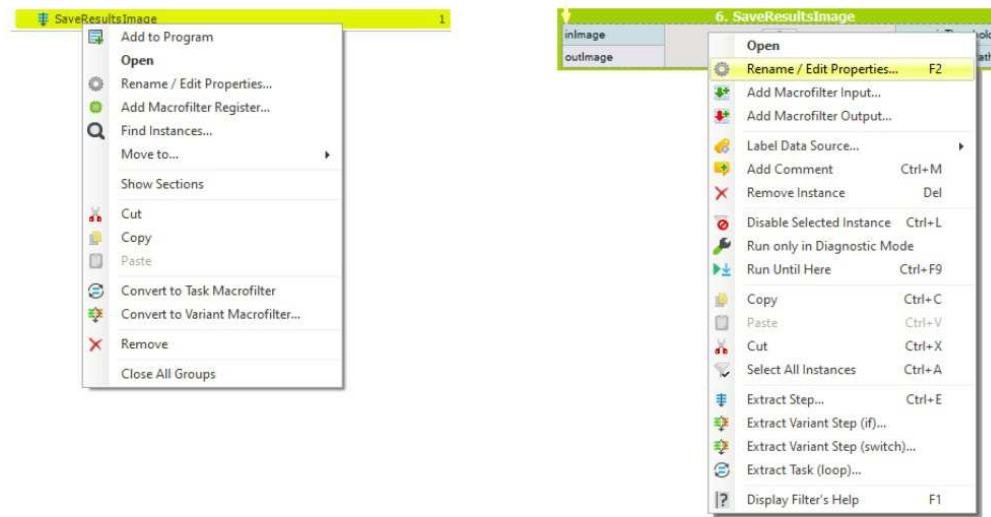 SaveResultsImage 1
Add to Program
Open
Rename / Edit Properties...
Add Macrofilter Register...
Find Instances...
Move to...
Show Sections
Cut
Copy
Paste
Convert to Task Macrofilter
Convert to Variant Macrofilter...
Remove
Close All Groups
6. SaveResultsImage
inImage
outImage
Open
Rename / Edit Properties... F2
Add Macrofilter Input...
Add Macrofilter Output...
Label Data Source...
Add Comment Ctrl+M
Remove Instance Del
Disable Selected Instance Ctrl+L
Run only in Diagnostic Mode
Run Until Here Ctrl+F9
Copy Ctrl+C
Paste Ctrl+V
Cut Ctrl+X
Select All Instances Ctrl+A
Extract Step... Ctrl+E
Extract Variant Step (if)...
Extract Variant Step (switch)...
Extract Task (loop)...
Display Filter's Help F1